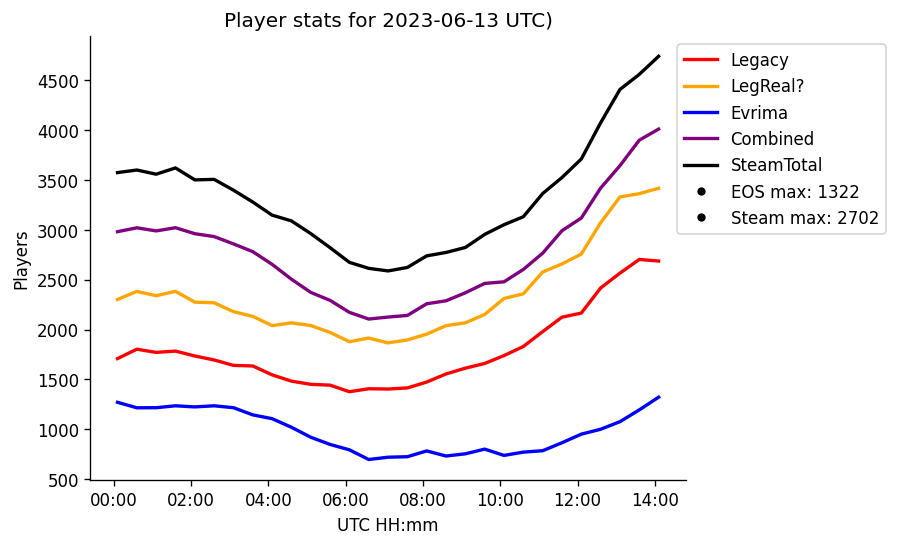 Player stats for 2023-06-13 UTC)
Legacy
LegReal?
Evrima
Combined
SteamTotal
EOS max: 1322
Steam max: 2702
Players
4500
4000
3500
3000
2500
2000
1500
1000
500
00:00 02:00 04:00 06:00 08:00 10:00 12:00 14:00
UTC HH:mm